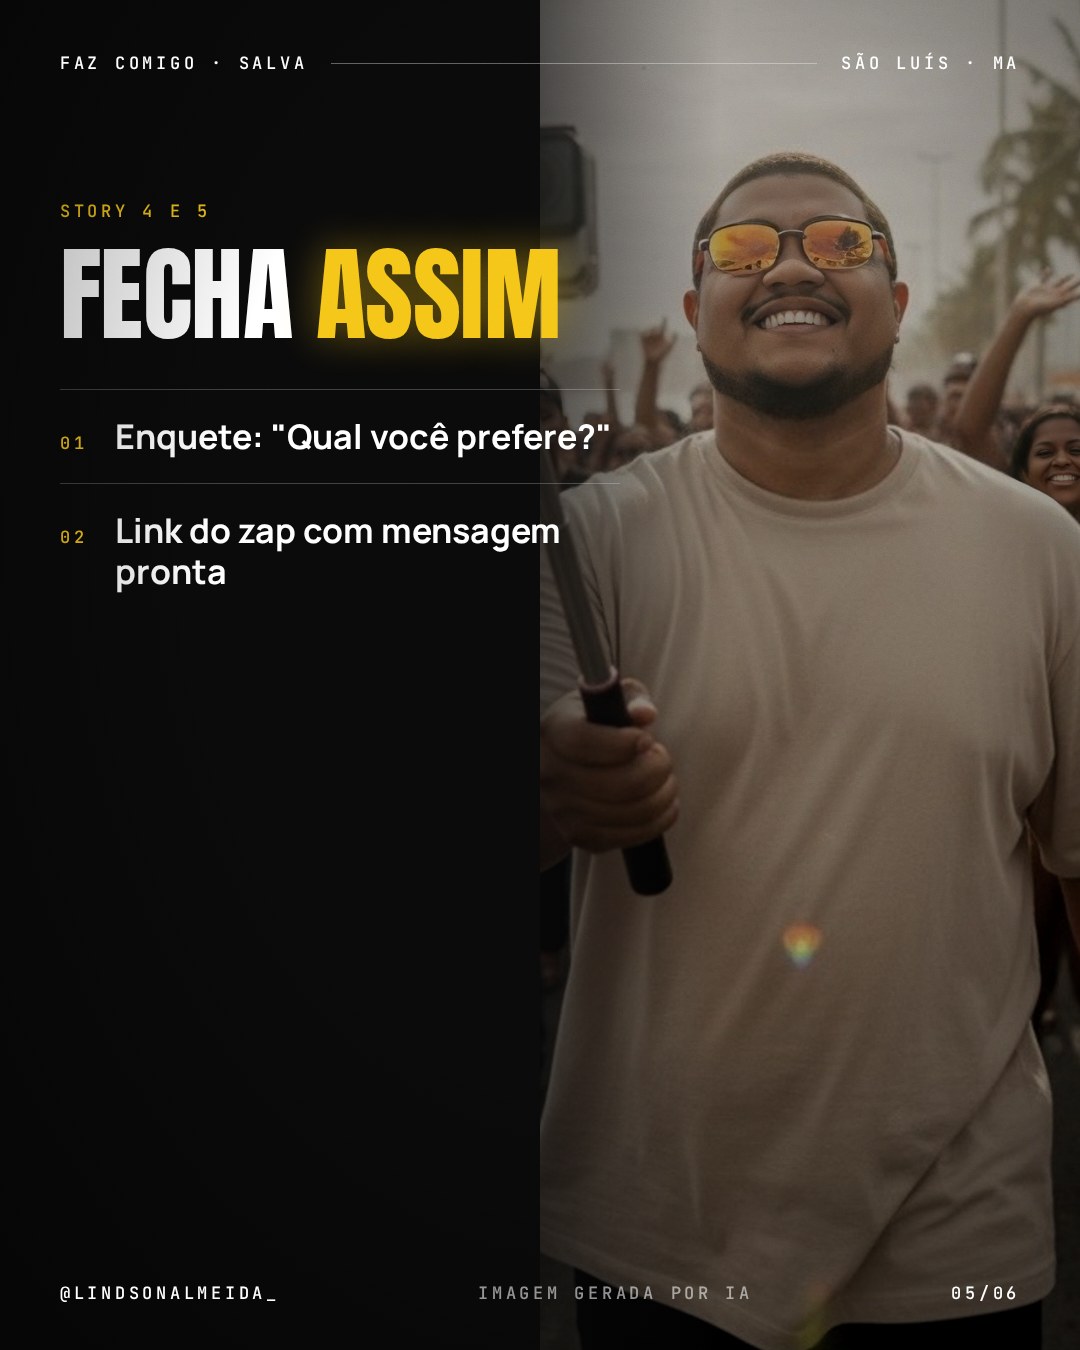 FAZ COMIGO · SALVA
SÃO LUÍS · MA
STORY 4 E 5
FECHA ASSIM
01 Enquete: "Qual você prefere?"
02 Link do zap com mensagem
pronta
@LINDSONALMEIDA_
IMAGEM GERADA POR IA
05/06